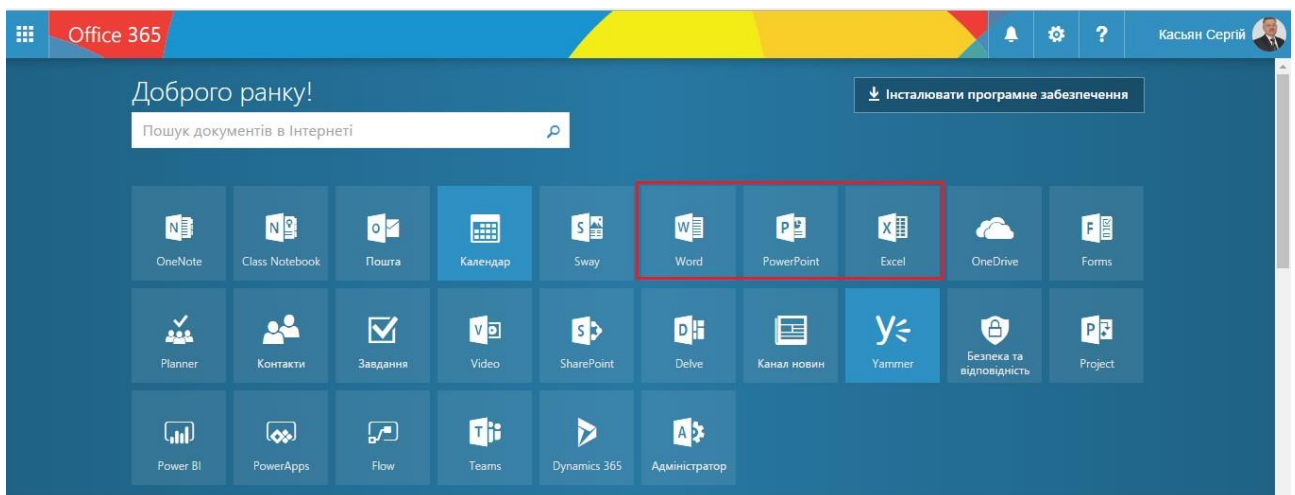 Office 365
?
Касьян Сергій
Доброго ранку!
Інсталювати програмне забезпечення
Пошук документів в Інтернеті
OneNote
Class Notebook
Пошта
Календар
Sway
Word
PowerPoint
Excel
OneDrive
Forms
Planner
Контакти
Завдання
Video
SharePoint
Delve
Канал новин
Yammer
Безпека та
відповідність
Project
Power BI
PowerApps
Flow
Teams
Dynamics 365
Адміністратор